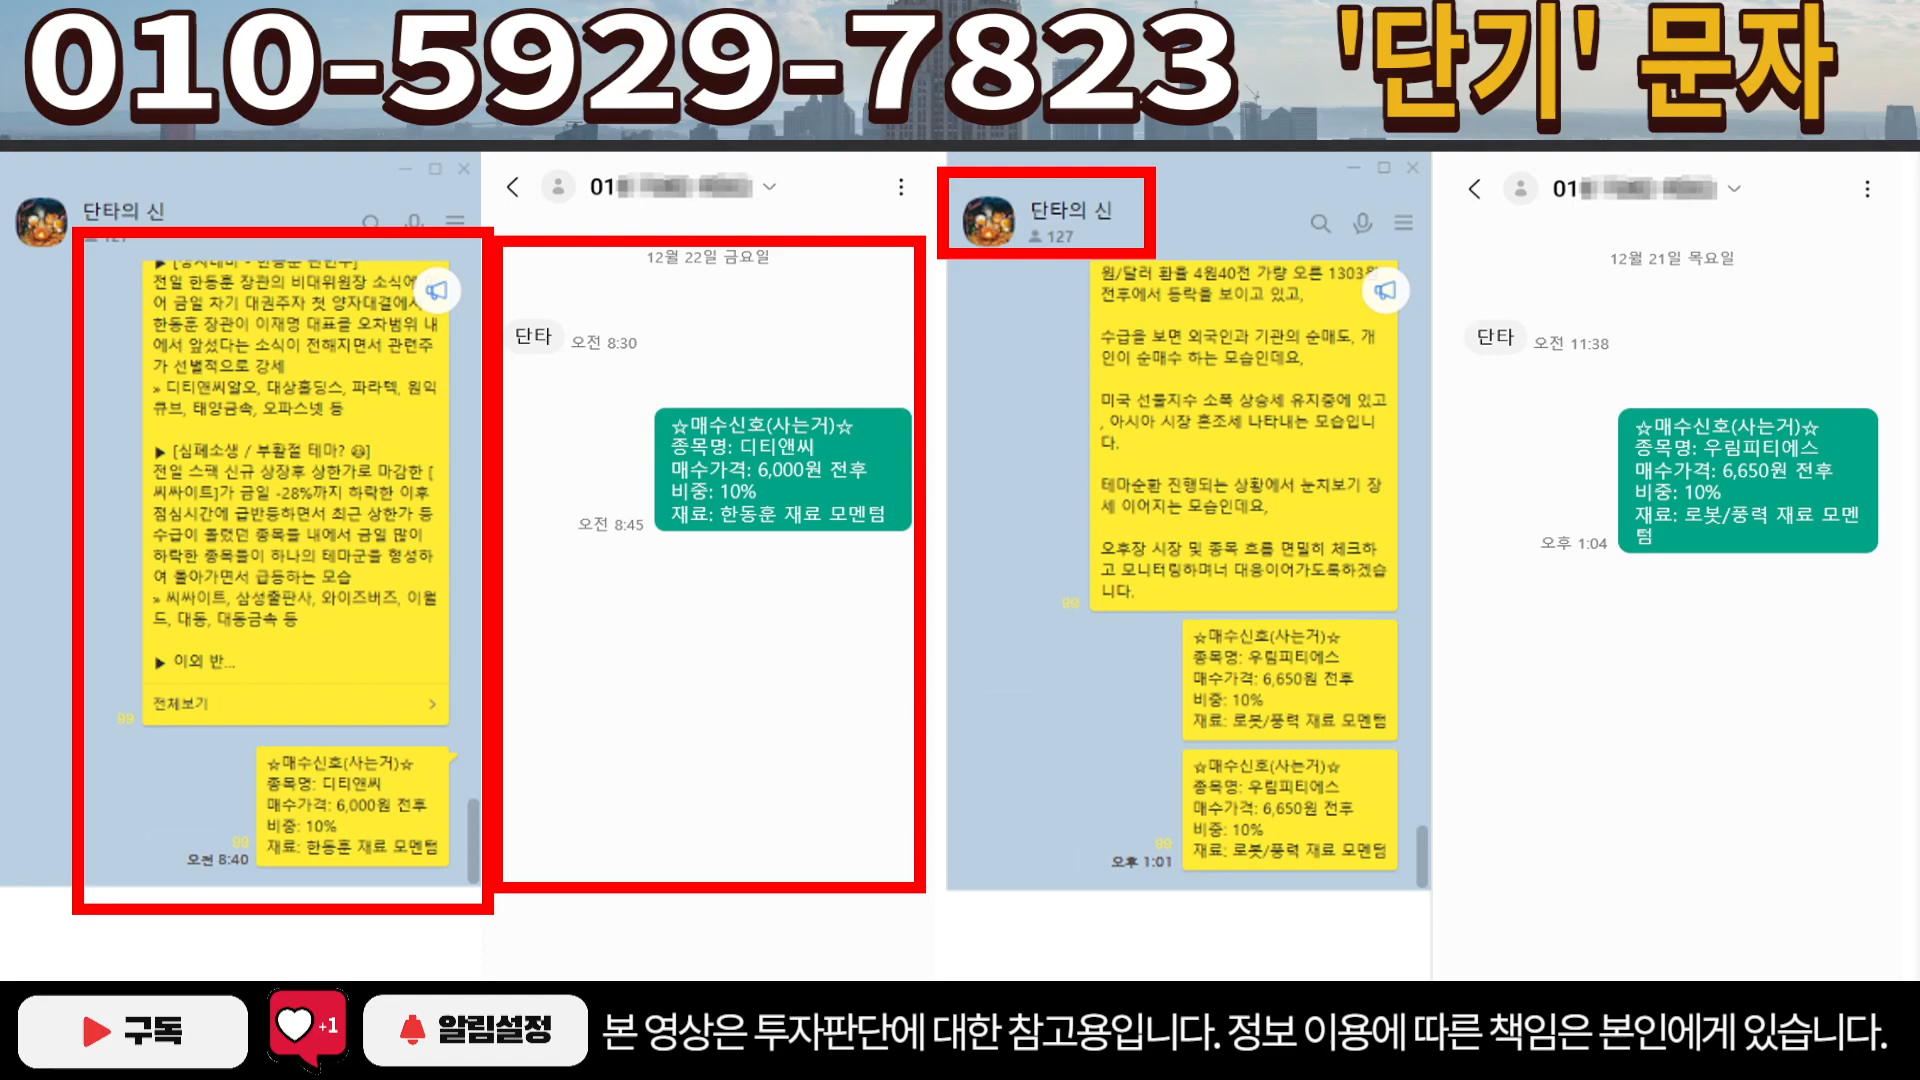 010-5929-7823 '단기' 문자
단타의 신
127
전일 한동훈 장관의 비대위원장 소식에
어 금일 차기 대권주자 첫 양자대결에서
한동훈 장관이 이재명 대표를 오차범위 내
에서 앞섰다는 소식이 전해지면서 관련주
가 선별적으로 강세
» 디티앤씨알오, 대상홀딩스, 파라텍, 원익
큐브, 태양금속, 오파스넷 등
▶ [심폐소생 / 부활절 테마? ]
전일 스팩 신규 상장후 상한가로 마감한 [
씨싸이트]가 금일 -28%까지 하락한 이후
점심시간에 급반등하면서 최근 상한가 등
수급이 몰렸던 종목들 내에서 금일 많이
하락한 종목들이 하나의 테마군을 형성하
여 돌아가면서 급등하는 모습
» 씨싸이트, 삼성출판사, 와이즈버즈, 이월
드, 대동, 대동금속 등
▶ 이외 반...
전체보기
99
☆매수신호(사는거)☆
종목명: 디티앤씨
매수가격: 6,000원 전후
비중: 10%
재료: 한동훈 재료 모멘텀
99
오전 8:40
01
12월 22일 금요일
단타
오전 8:30
☆매수신호(사는거)☆
종목명: 디티앤씨
매수가격: 6,000원 전후
비중: 10%
재료: 한동훈 재료 모멘텀
오전 8:45
단타의 신
127
원/달러 환율 4원40전 가량 오른 1303원
전후에서 등락을 보이고 있고,
수급을 보면 외국인과 기관의 순매도, 개
인이 순매수 하는 모습인데요,
미국 선물지수 소폭 상승세 유지중에 있고
, 아시아 시장 혼조세 나타내는 모습입니
다.
테마순환 진행되는 상황에서 눈치보기 장
세 이어지는 모습인데요,
오후장 시장 및 종목 흐름 면밀히 체크하
고 모니터링하며너 대응이어가도록하겠습
니다.
99
☆매수신호(사는거)☆
종목명: 우림피티에스
매수가격: 6,650원 전후
비중: 10%
재료: 로봇/풍력 재료 모멘텀
☆매수신호(사는거)☆
종목명: 우림피티에스
매수가격: 6,650원 전후
비중: 10%
재료: 로봇/풍력 재료 모멘텀
99
오후 1:01
01
12월 21일 목요일
단타
오전 11:38
☆매수신호(사는거)☆
종목명: 우림피티에스
매수가격: 6,650원 전후
비중: 10%
재료: 로봇/풍력 재료 모멘
텀
오후 1:04
구독
+1
알림설정
본 영상은 투자판단에 대한 참고용입니다. 정보 이용에 따른 책임은 본인에게 있습니다.